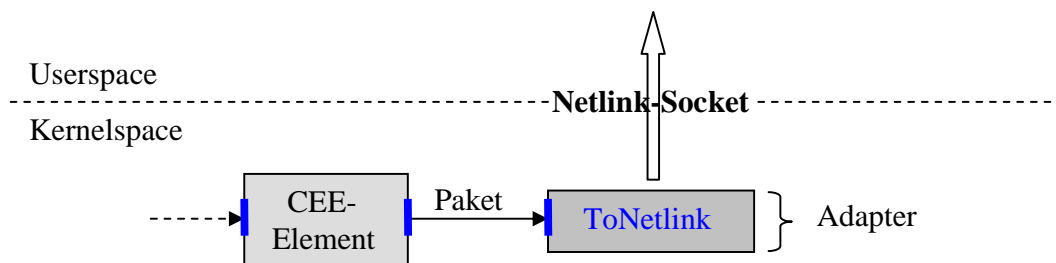 Userspace
Netlink-Socket
Kernelspace
CEE-
Element
Paket
ToNetlink
Adapter